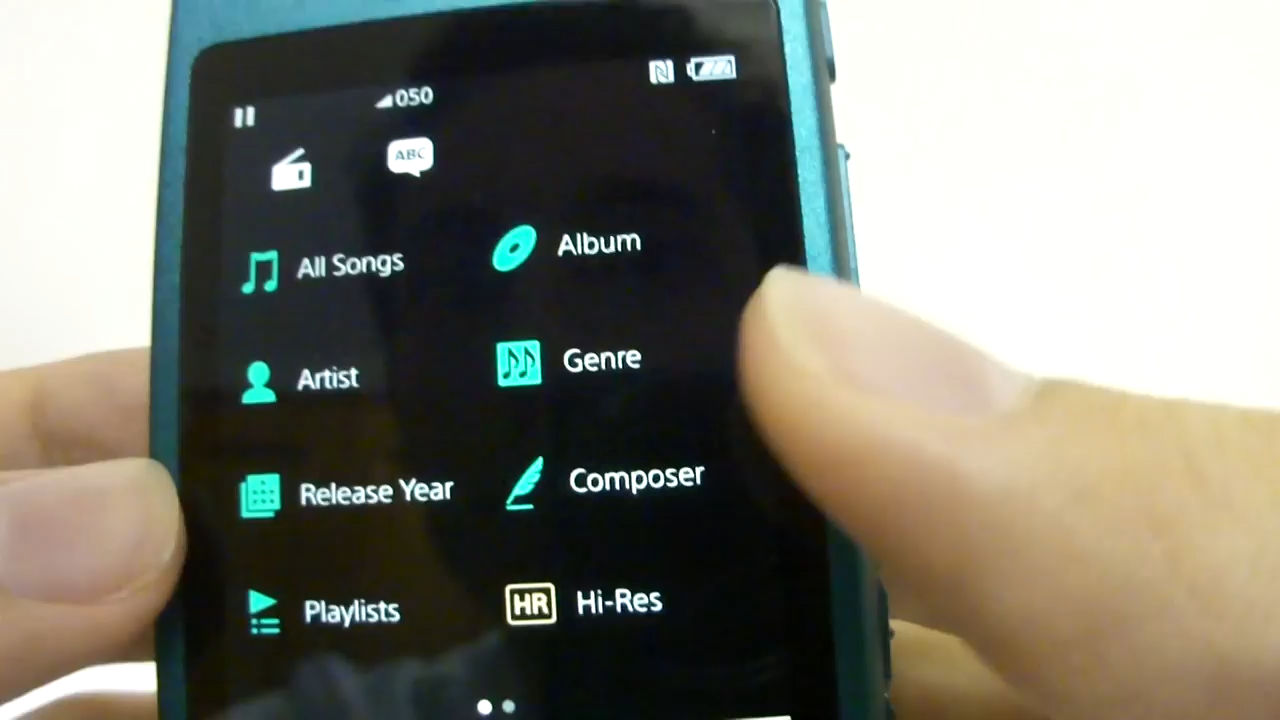 050
ABC
All Songs
Album
Artist
Genre
Release Year
Composer
Playlists
HR Hi-Res